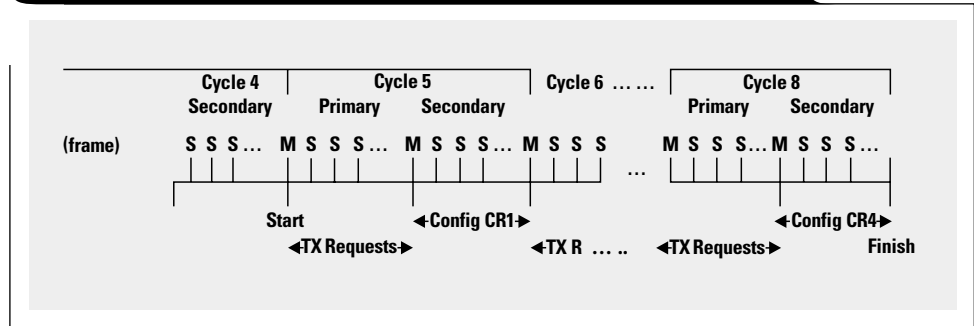 Cycle 4 Cycle 5 Cycle 6 ... ... Cycle 8
Secondary Primary Secondary Primary Secondary
(frame) S S S ... M S S S... M S S S... M S S S M S S S... M S S S...
...
Start Config CR1 Config CR4
TX Requests TX R ... .. TX Requests Finish